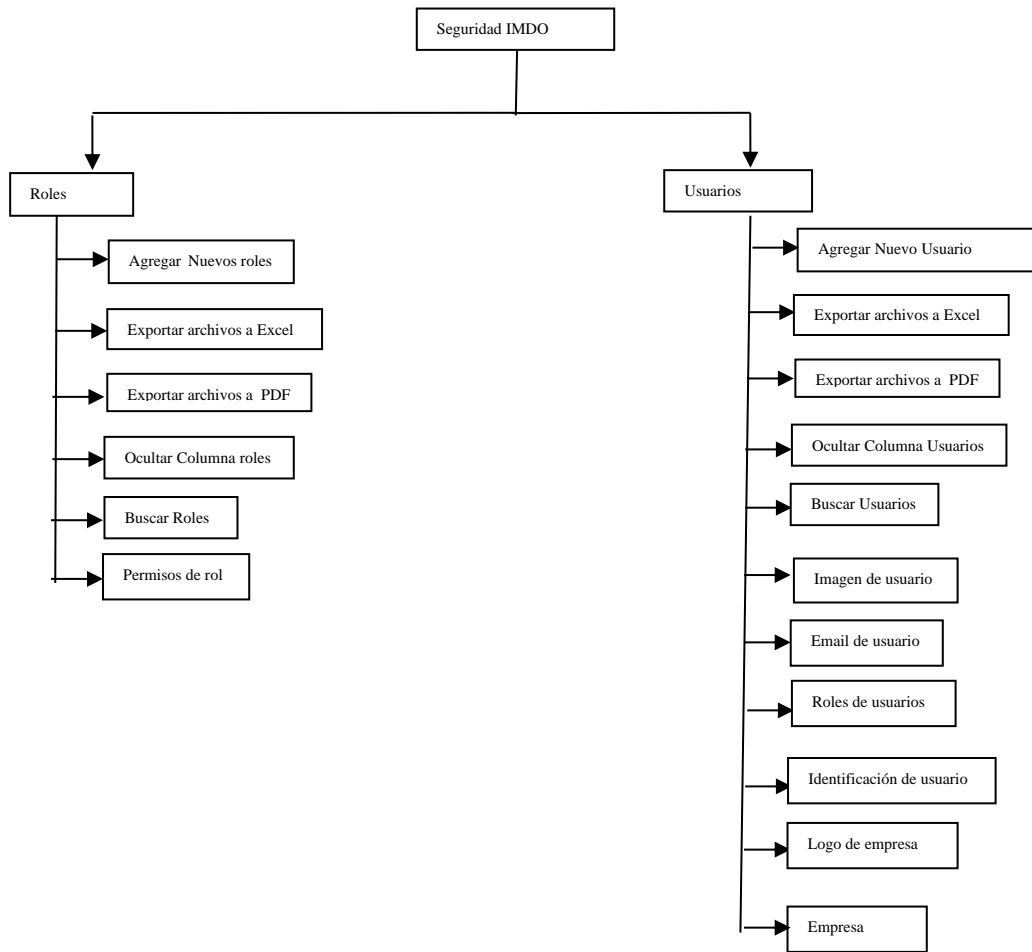 Seguridad IMDO
Roles
Agregar Nuevos roles
Exportar archivos a Excel
Exportar archivos a PDF
Ocultar Columna roles
Buscar Roles
Permisos de rol
Usuarios
Agregar Nuevo Usuario
Exportar archivos a Excel
Exportar archivos a PDF
Ocultar Columna Usuarios
Buscar Usuarios
Imagen de usuario
Email de usuario
Roles de usuarios
Identificación de usuario
Logo de empresa
Empresa